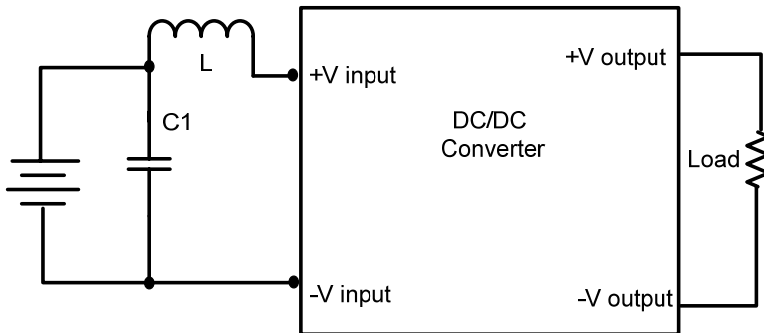 L
+V input
C1
+V output
DC/DC
Converter
Load
–V input
–V output